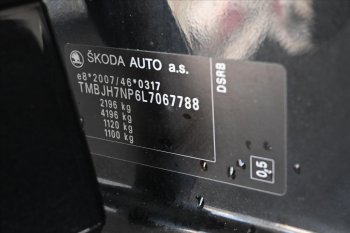 ŠKODA AUTO a.s.
e8*2007/46*0317
TMBJH7NP6L7067788
2196 kg
4196 kg
1120 kg
1100 kg
DSRB
0,5